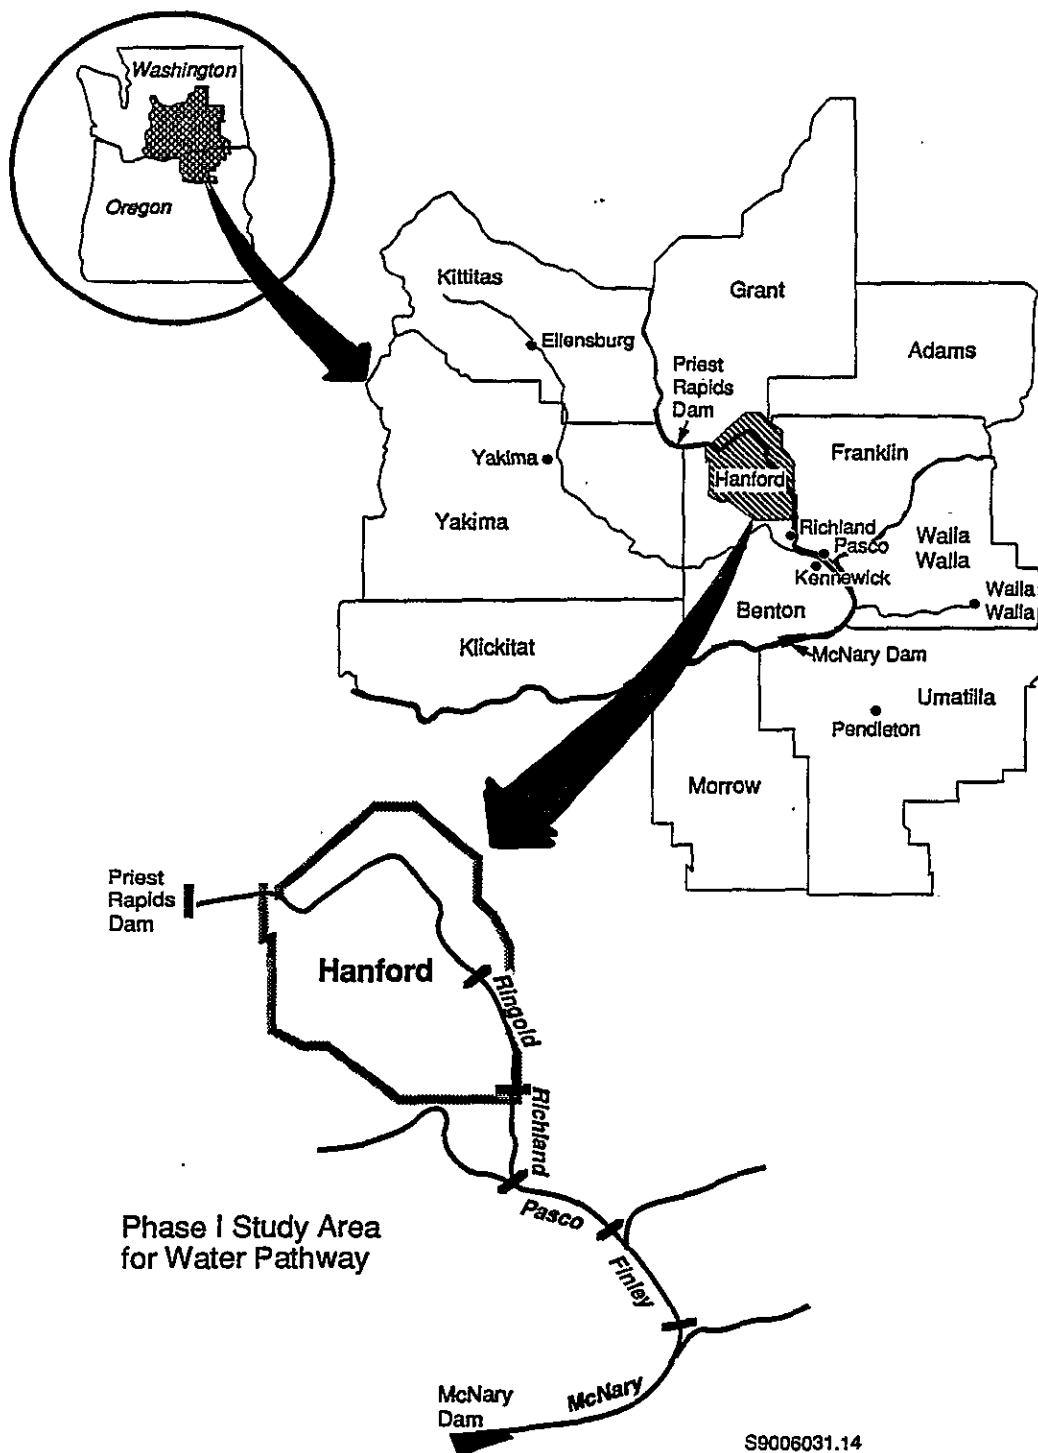 Washington
Oregon
Kittitas
Ellensburg
Grant
Adams
Priest
Rapids
Dam
Yakima
Yakima
Hanford
Franklin
Richland
Pasco
Kennewick
Walla
Walla
Walla
Walla
Benton
Klickitat
McNary Dam
Umatilla
Pendleton
Morrow
Priest
Rapids
Dam
Hanford
Ringold
Richland
Pasco
Finley
McNary
McNary
Dam
Phase I Study Area
for Water Pathway
S9006031.14